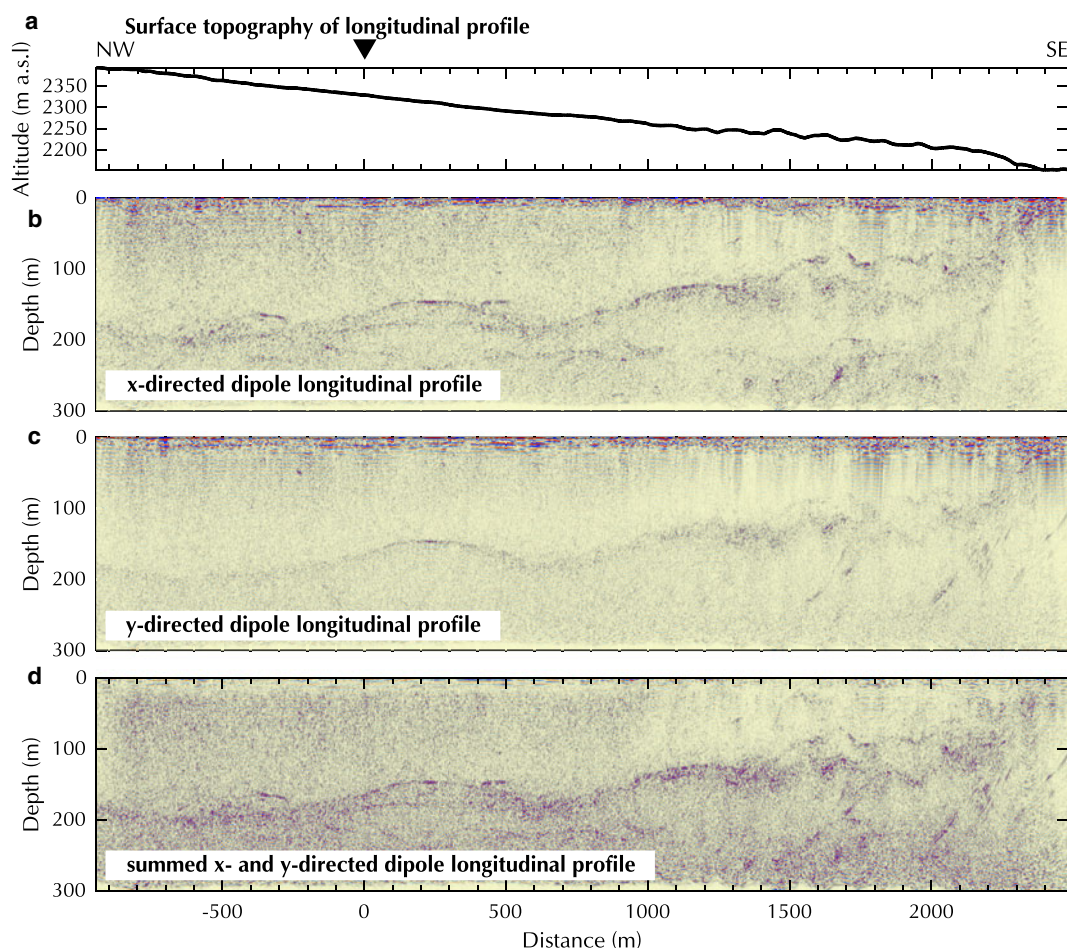 a
Surface topography of longitudinal profile
NW
SE
Altitude (m a.s.l)
2350
2300
2250
2200
b
Depth (m)
0
100
200
300
x-directed dipole longitudinal profile
c
Depth (m)
0
100
200
300
y-directed dipole longitudinal profile
d
Depth (m)
0
100
200
300
summed x- and y-directed dipole longitudinal profile
-500 0 500 1000 1500 2000
Distance (m)